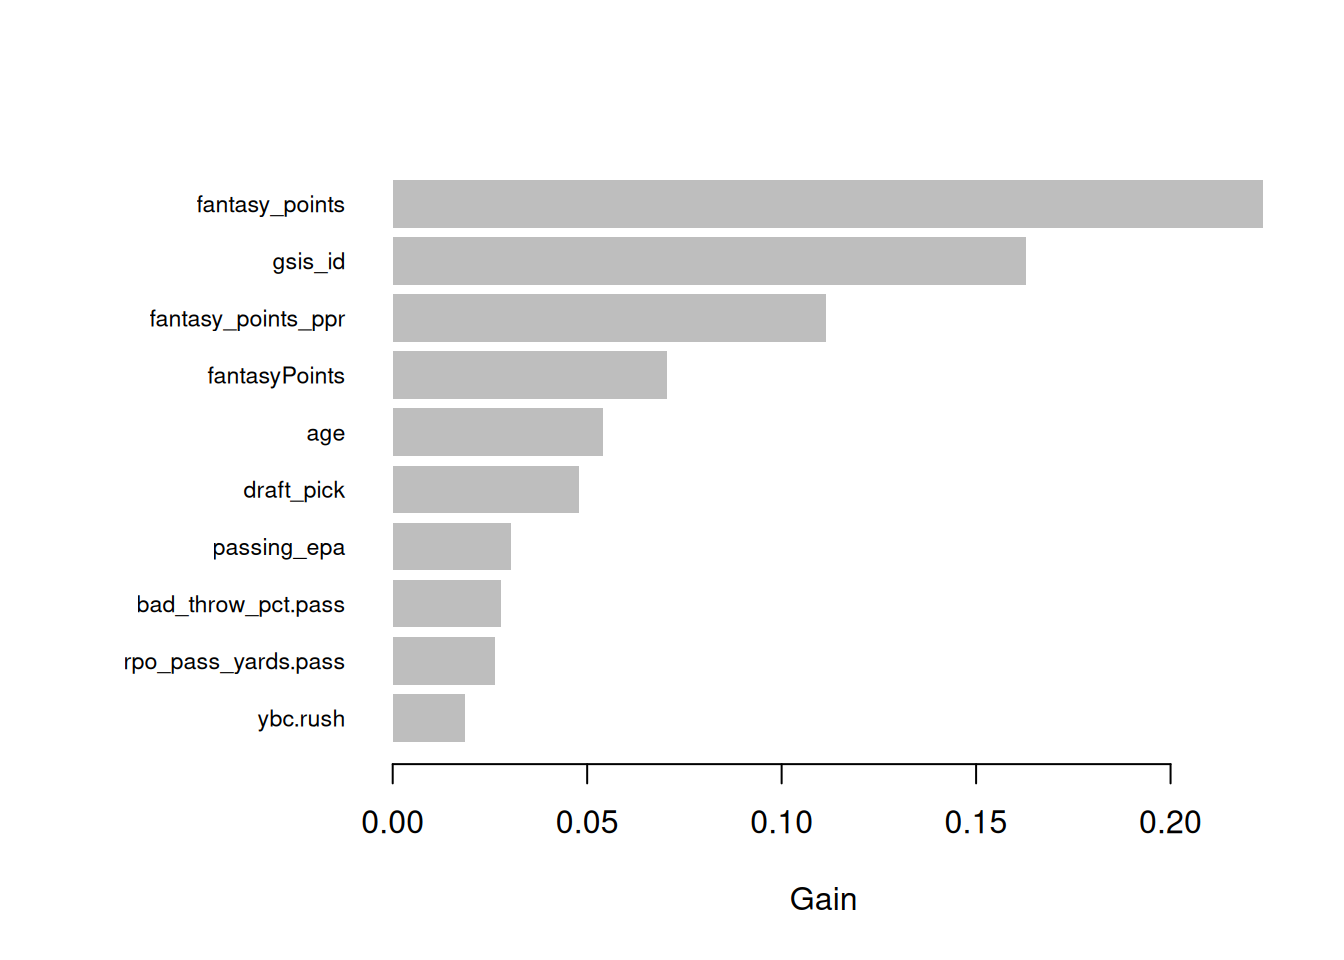 fantasy_points
gsis_id
fantasy_points_ppr
fantasyPoints
age
draft_pick
passing_epa
bad_throw_pct.pass
rpo_pass_yards.pass
ybc.rush
0.00 0.05 0.10 0.15 0.20
Gain